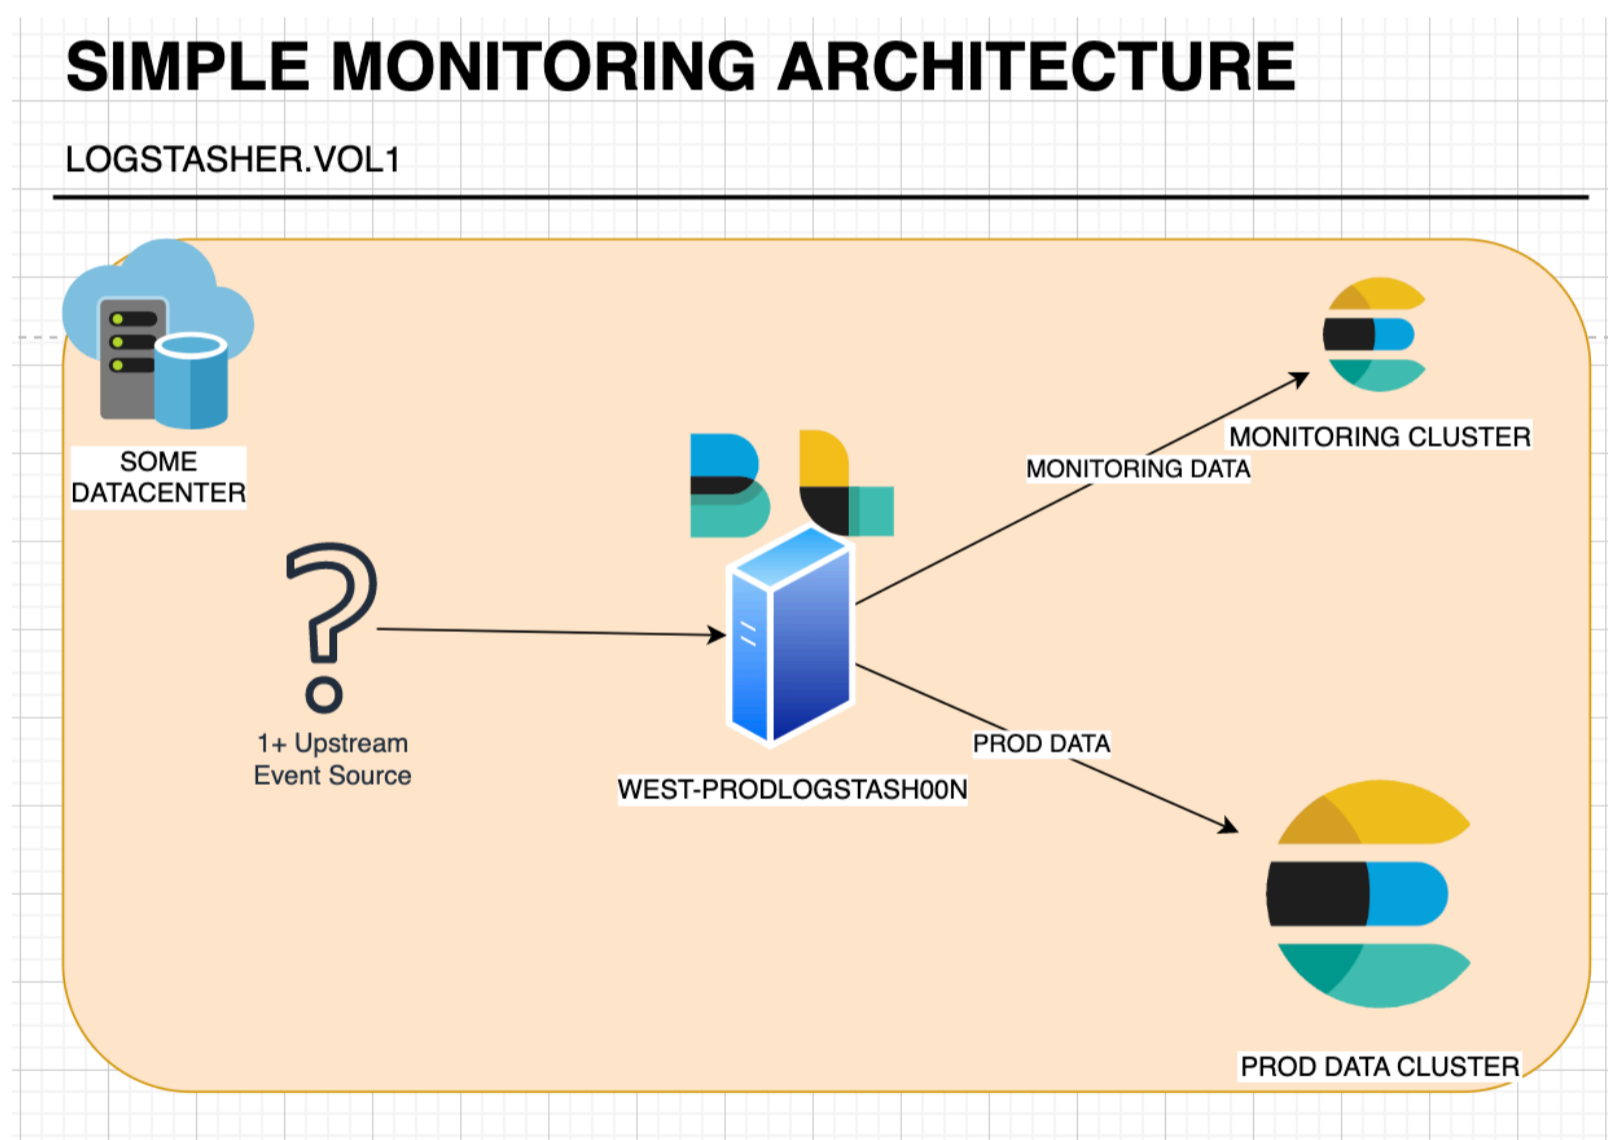 SIMPLE MONITORING ARCHITECTURE
LOGSTASHER.VOL1
SOME
DATACENTER
MONITORING CLUSTER
MONITORING DATA
1+ Upstream
Event Source
PROD DATA
WEST-PRODLOGSTASH00N
PROD DATA CLUSTER